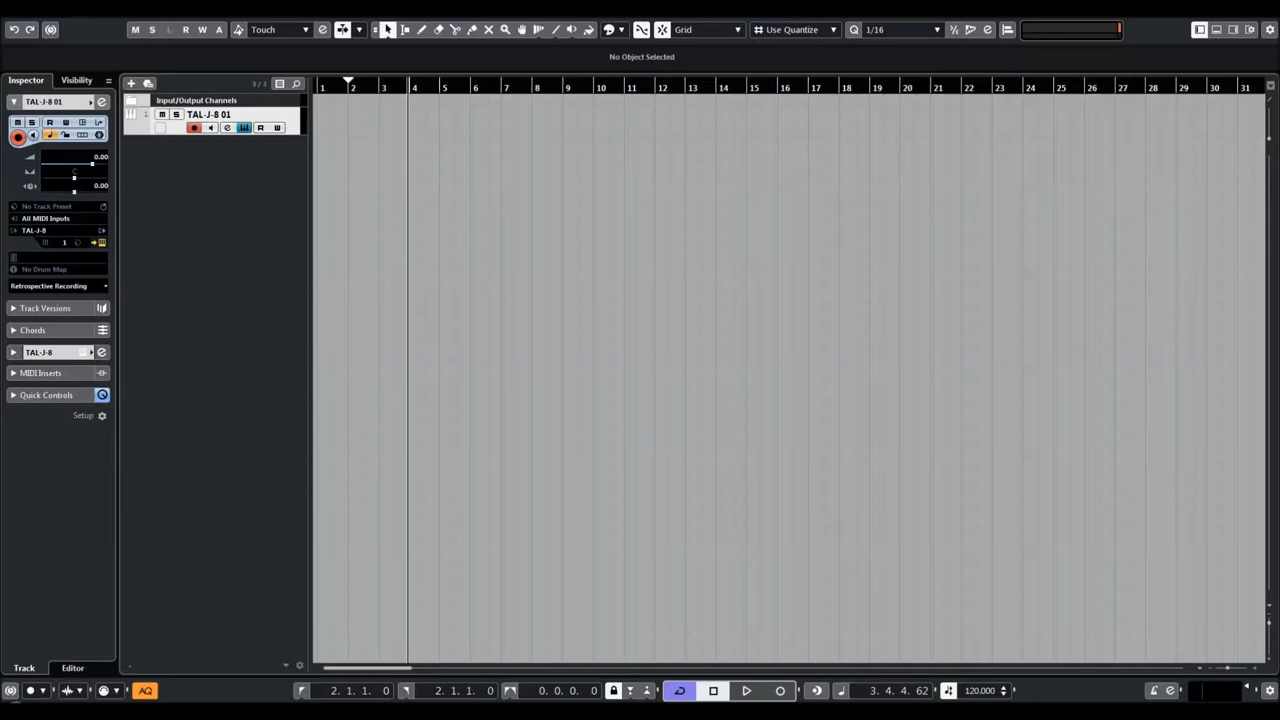 M S L R W A Touch Grid Use Quantize Q 1/16
No Object Selected
Inspector Visibility 3 / 3 1 2 3 4 5 6 7 8 9 10 11 12 13 14 15 16 17 18 19 20 21 22 23 24 25 26 27 28 29 30 31
TAL-J-8 01
Input/Output Channels
1 M S TAL-J-8 01
R W
M S R W
0.00
C
0.00
No Track Preset
All MIDI Inputs
TAL-J-8
1
No Drum Map
Retrospective Recording
Track Versions
Chords
TAL-J-8
MIDI Inserts
Quick Controls
Setup
Track Editor
AQ 2. 1. 1. 0 2. 1. 1. 0 0. 0. 0. 0 3. 4. 4. 62 120.000